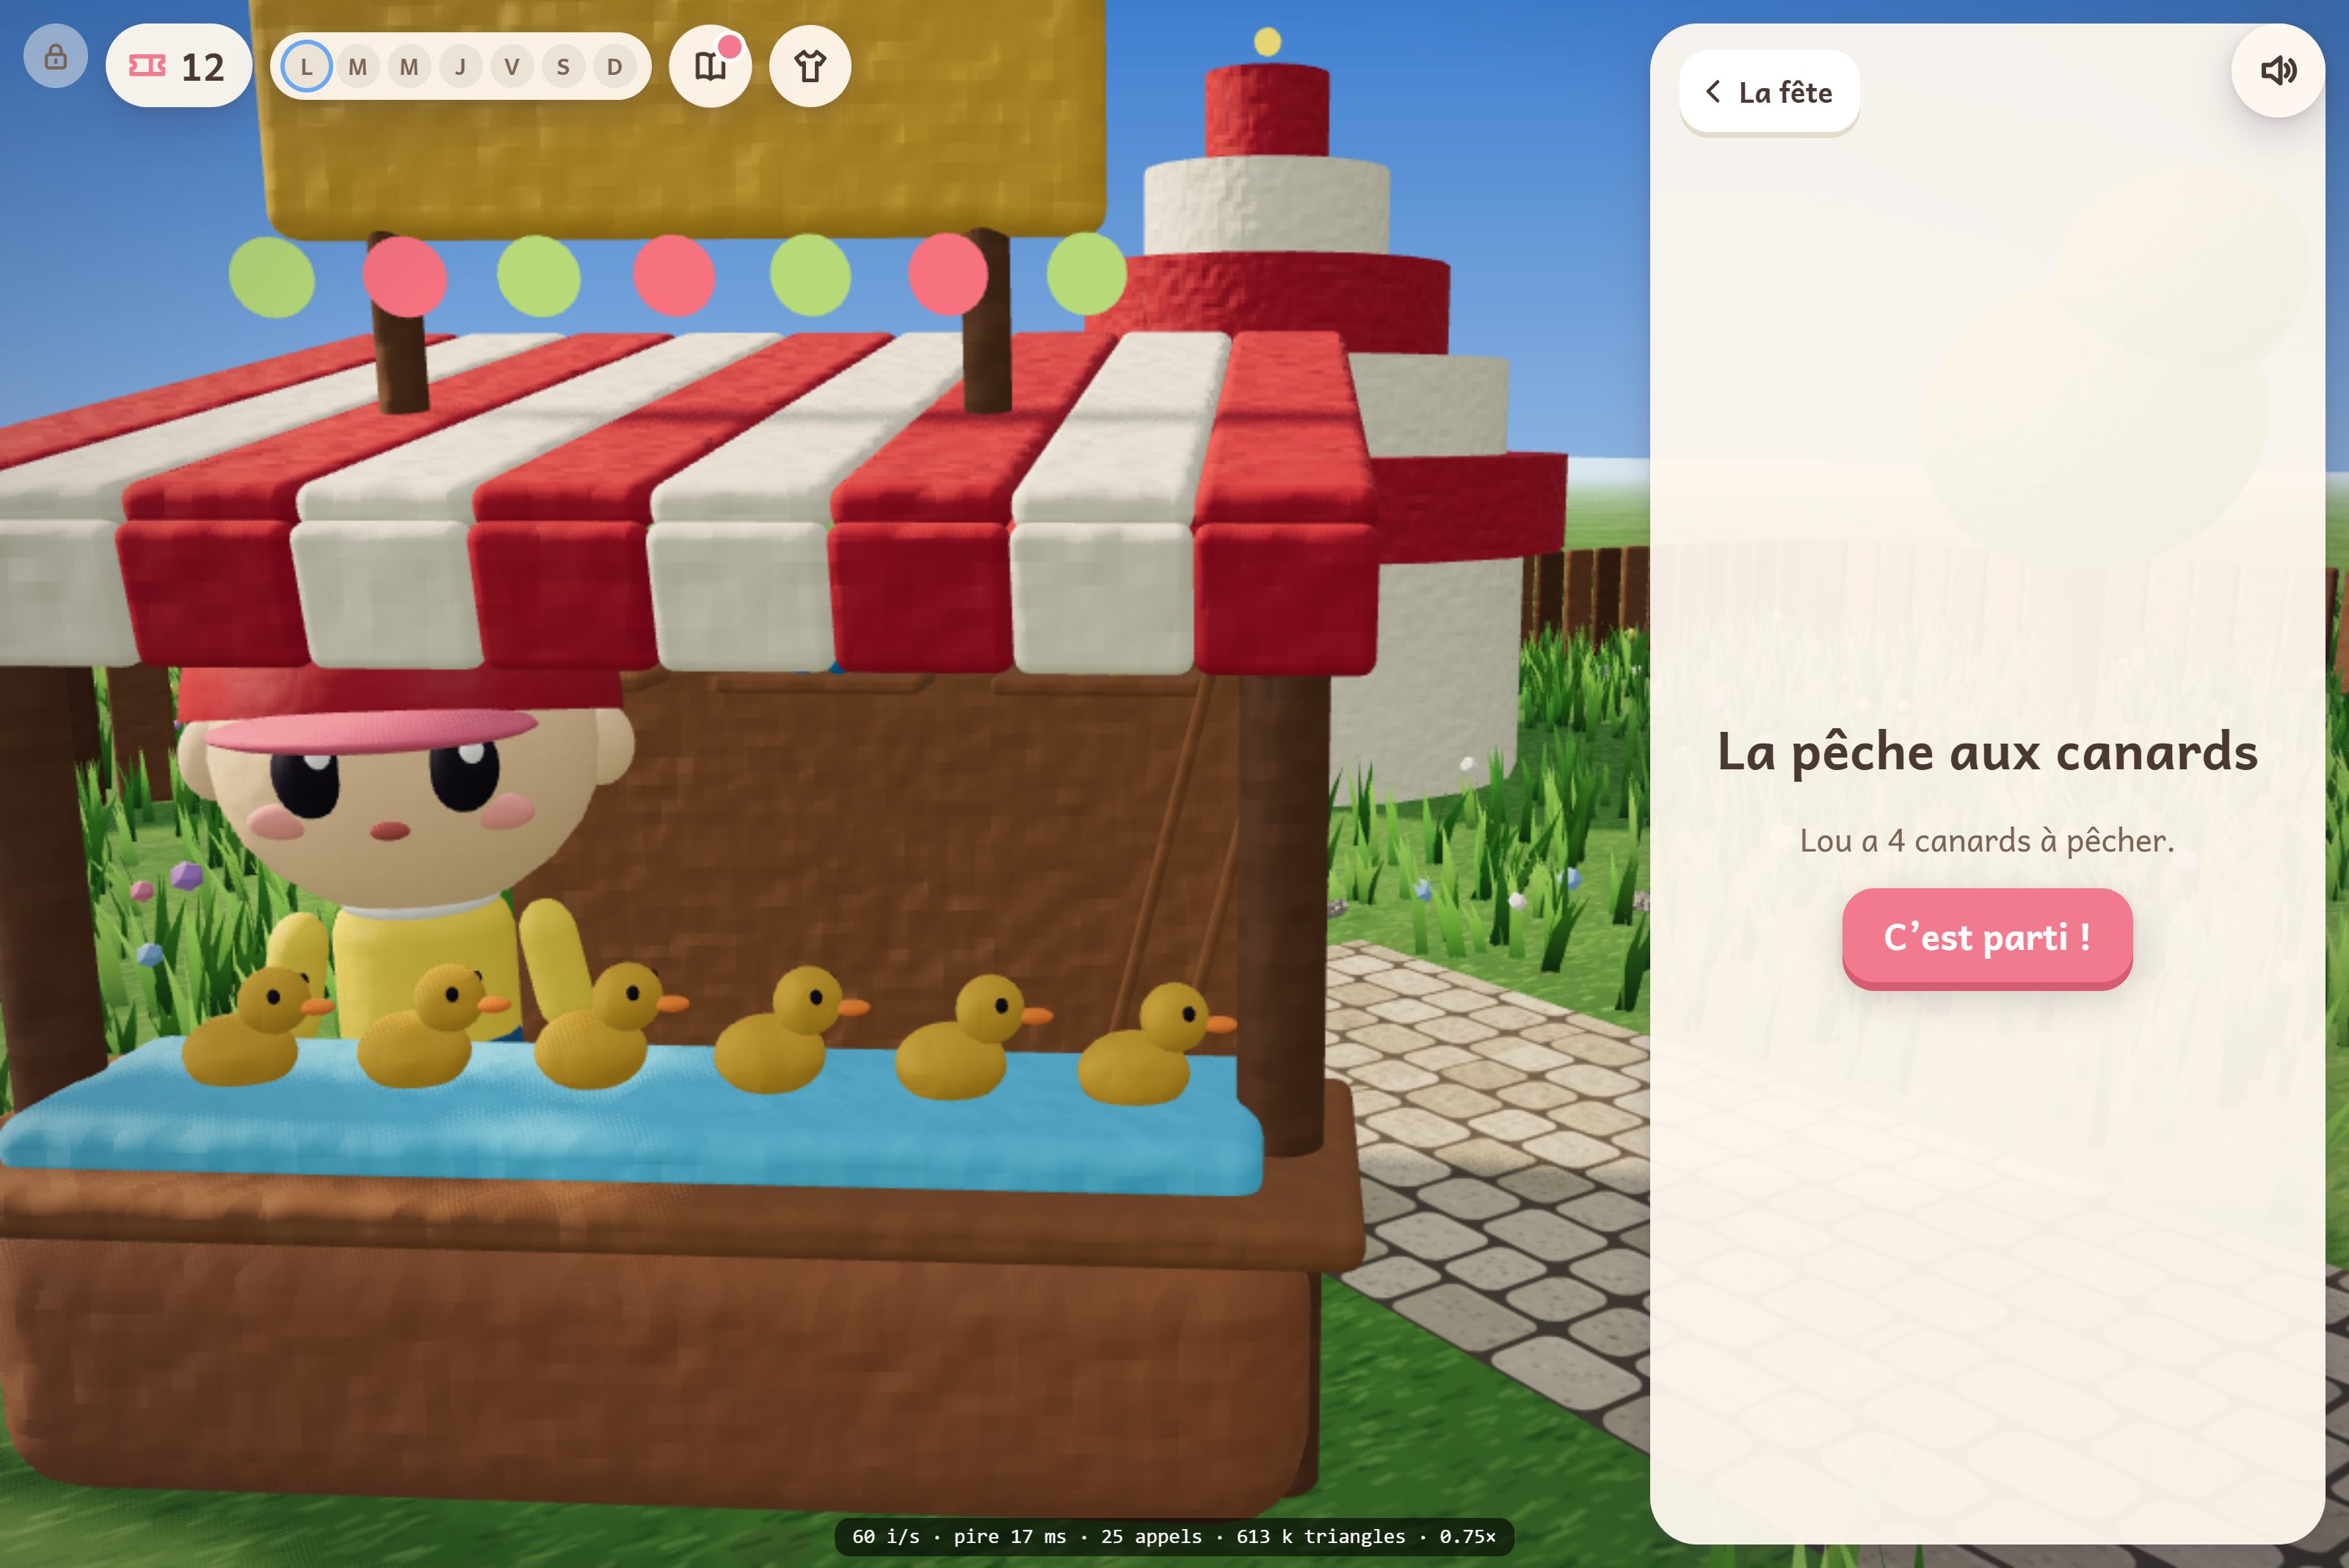 12
L M M J V S D
La fête
La pêche aux canards
Lou a 4 canards à pêcher.
C’est parti !
60 i/s · pire 17 ms · 25 appels · 613 k triangles · 0.75×